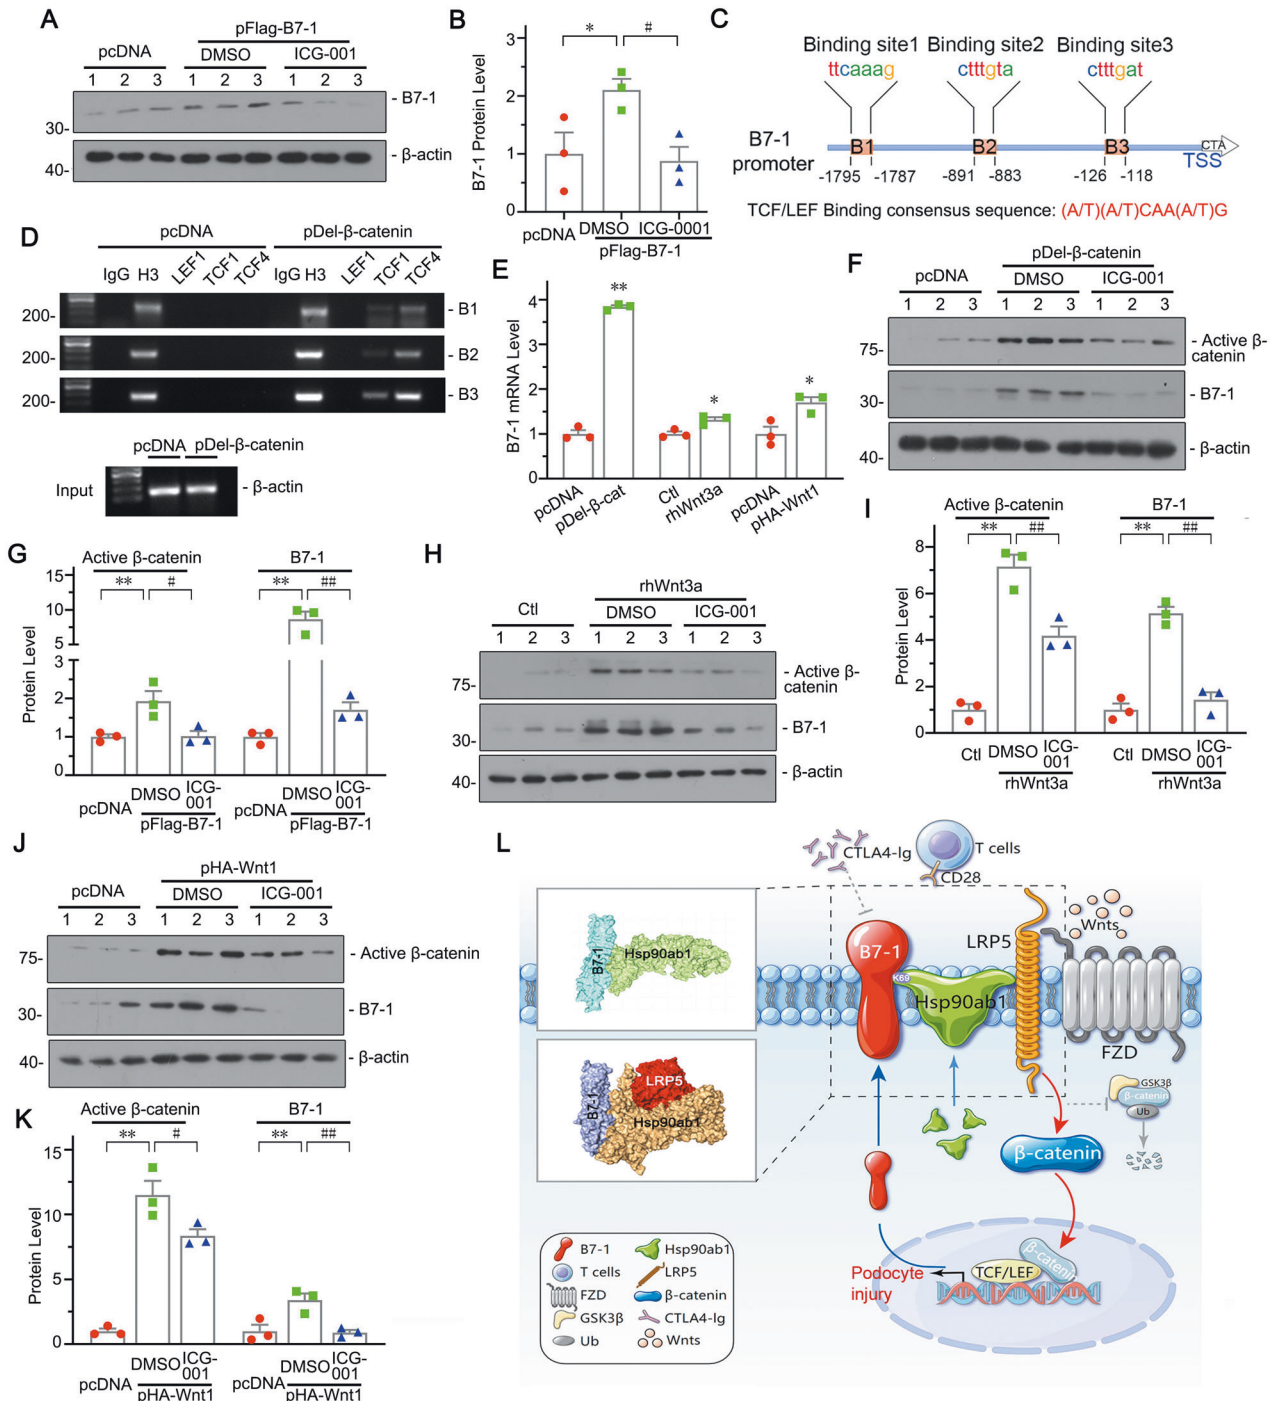 A
pFlag-B7-1
pcDNA DMSO ICG-001
1 2 3 1 2 3 1 2 3
- B7-1
30-
- β-actin
40-
B
B7-1 Protein Level
3
2
1
0
* #
pcDNA DMSO ICG-0001
pFlag-B7-1
C
Binding site1 Binding site2 Binding site3
ttcaaag ctttgta ctttgat
B7-1 promoter
B1 B2 B3
CTA
TSS
-1795 -1787 -891 -883 -126 -118
TCF/LEF Binding consensus sequence: (A/T)(A/T)CAA(A/T)G
D
pcDNA pDel-β-catenin
IgG H3 LEF1 TCF1 TCF4 IgG H3 LEF1 TCF1 TCF4
200- - B1
200- - B2
200- - B3
pcDNA pDel-β-catenin
Input - β-actin
E
B7-1 mRNA Level
4
3
2
1
0
** * *
pcDNA pDel-β-cat Ctl rhWnt3a pcDNA pHA-Wnt1
F
pDel-β-catenin
pcDNA DMSO ICG-001
1 2 3 1 2 3 1 2 3
75- - Active β-
catenin
30- - B7-1
40- - β-actin
G
Active β-catenin B7-1
** # ** ##
Protein Level
15
10
5
3
2
1
0
pcDNA DMSO ICG-
001
pFlag-B7-1
pcDNA DMSO ICG-
001
pFlag-B7-1
H
rhWnt3a
Ctl DMSO ICG-001
1 2 3 1 2 3 1 2 3
75- - Active β-
catenin
30- - B7-1
40- - β-actin
I
Active β-catenin B7-1
** ## ** ##
Protein Level
8
6
4
2
0
Ctl DMSO ICG-
001
rhWnt3a
Ctl DMSO ICG-
001
rhWnt3a
J
pHA-Wnt1
pcDNA DMSO ICG-001
1 2 3 1 2 3 1 2 3
75- - Active β-catenin
30- - B7-1
40- - β-actin
K
Active β-catenin B7-1
** # ** ##
Protein Level
15
10
5
0
pcDNA DMSO ICG-
001
pHA-Wnt1
pcDNA DMSO ICG-
001
pHA-Wnt1
L
CTLA4-Ig
T cells
CD28
B7-1
Hsp90ab1
B7-1
K69
Hsp90ab1
LRP5
Wnts
FZD
LRP5
B7-1
Hsp90ab1
GSK3β
β-catenin
Ub
β-catenin
β-catenin
TCF/LEF
Podocyte
injury
B7-1 Hsp90ab1
T cells LRP5
FZD β-catenin
GSK3β CTLA4-Ig
Ub Wnts